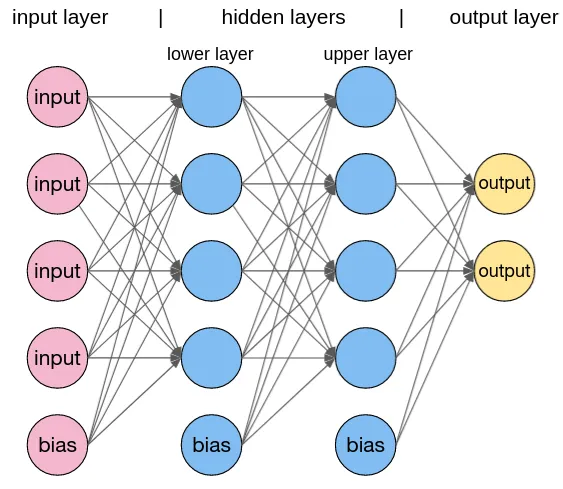 input layer | hidden layers | output layer
lower layer upper layer
input
input output
input output
input
bias bias bias